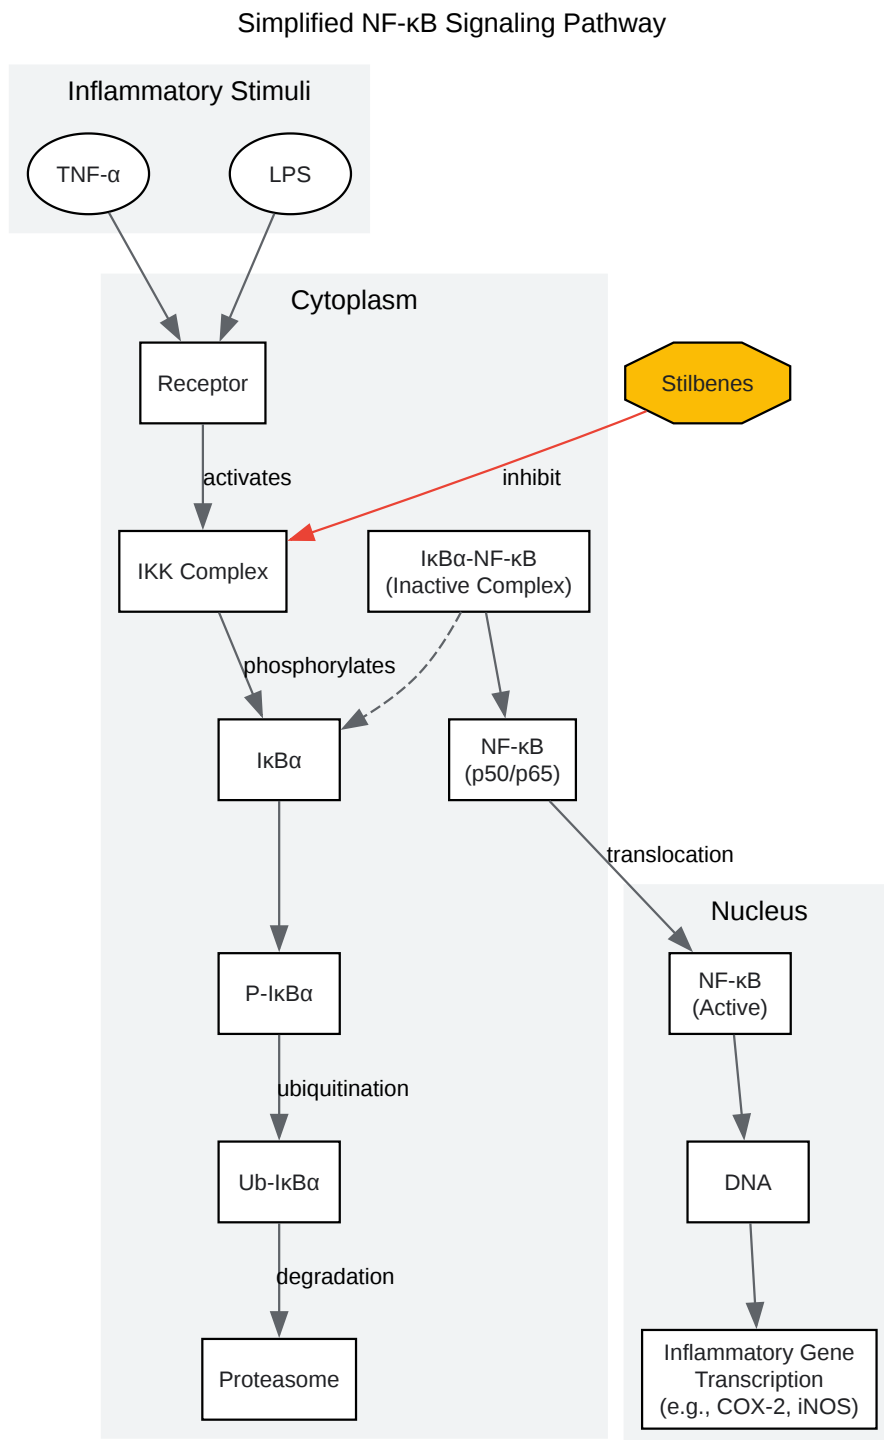 Simplified NF-κB Signaling Pathway
Inflammatory Stimuli
TNF-α
LPS
Cytoplasm
Receptor
Stilbenes
activates
inhibit
IKK Complex
IκBα-NF-κB
(Inactive Complex)
phosphorylates
IκBα
NF-κB
(p50/p65)
translocation
Nucleus
P-IκBα
NF-κB
(Active)
ubiquitination
Ub-IκBα
DNA
degradation
Proteasome
Inflammatory Gene
Transcription
(e.g., COX-2, iNOS)